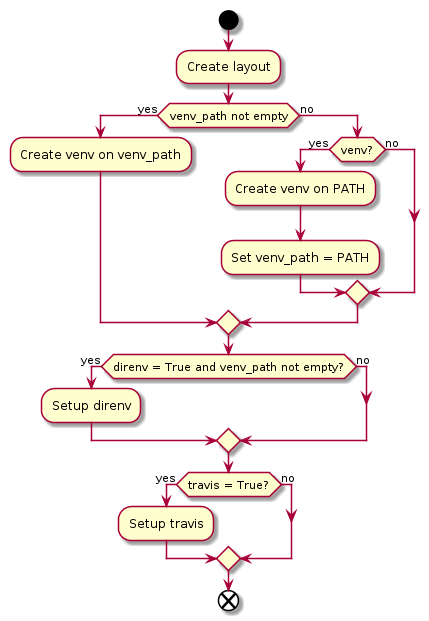 Create layout
yes
venv_path not empty
no
Create venv on venv_path
yes
venv?
no
Create venv on PATH
Set venv_path = PATH
yes
direnv = True and venv_path not empty?
no
Setup direnv
yes
travis = True?
no
Setup travis